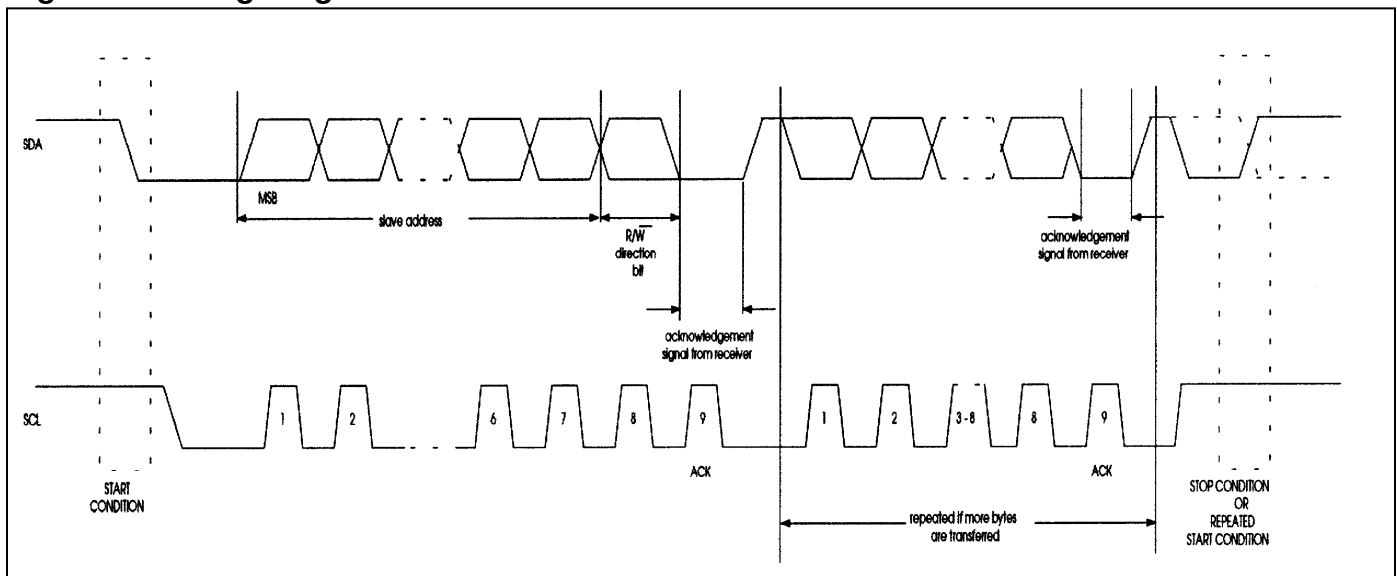 SDA
MSB
slave address
R/W̅
direction
bit
acknowledgement
signal from receiver
acknowledgement
signal from receiver
SCL
1
2
6
7
8
9
1
2
3-8
8
9
ACK
ACK
START
CONDITION
repeated if more bytes
are transferred
STOP CONDITION
OR
REPEATED
START CONDITION